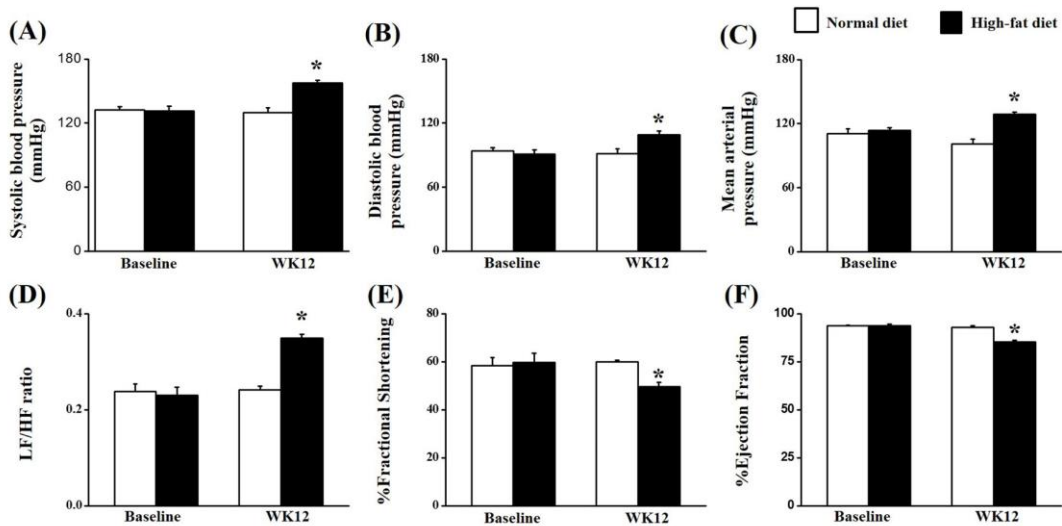 Normal diet
High-fat diet
(A)
Systolic blood pressure
(mmHg)
180
120
60
0
*
Baseline
WK12
(B)
Diastolic blood
pressure (mmHg)
180
120
60
0
*
Baseline
WK12
(C)
Mean arterial
pressure (mmHg)
180
120
60
0
*
Baseline
WK12
(D)
LF/HF ratio
0.4
0.2
0.0
*
Baseline
WK12
(E)
%Fractional Shortening
80
60
40
20
0
*
Baseline
WK12
(F)
%Ejection Fraction
100
75
50
25
0
*
Baseline
WK12